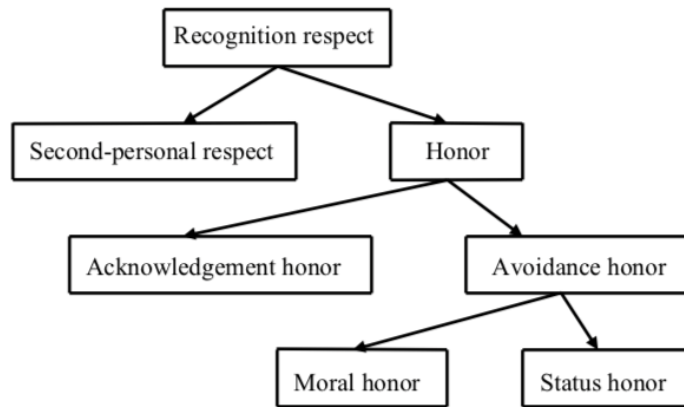 Recognition respect
Second-personal respect
Honor
Acknowledgement honor
Avoidance honor
Moral honor
Status honor